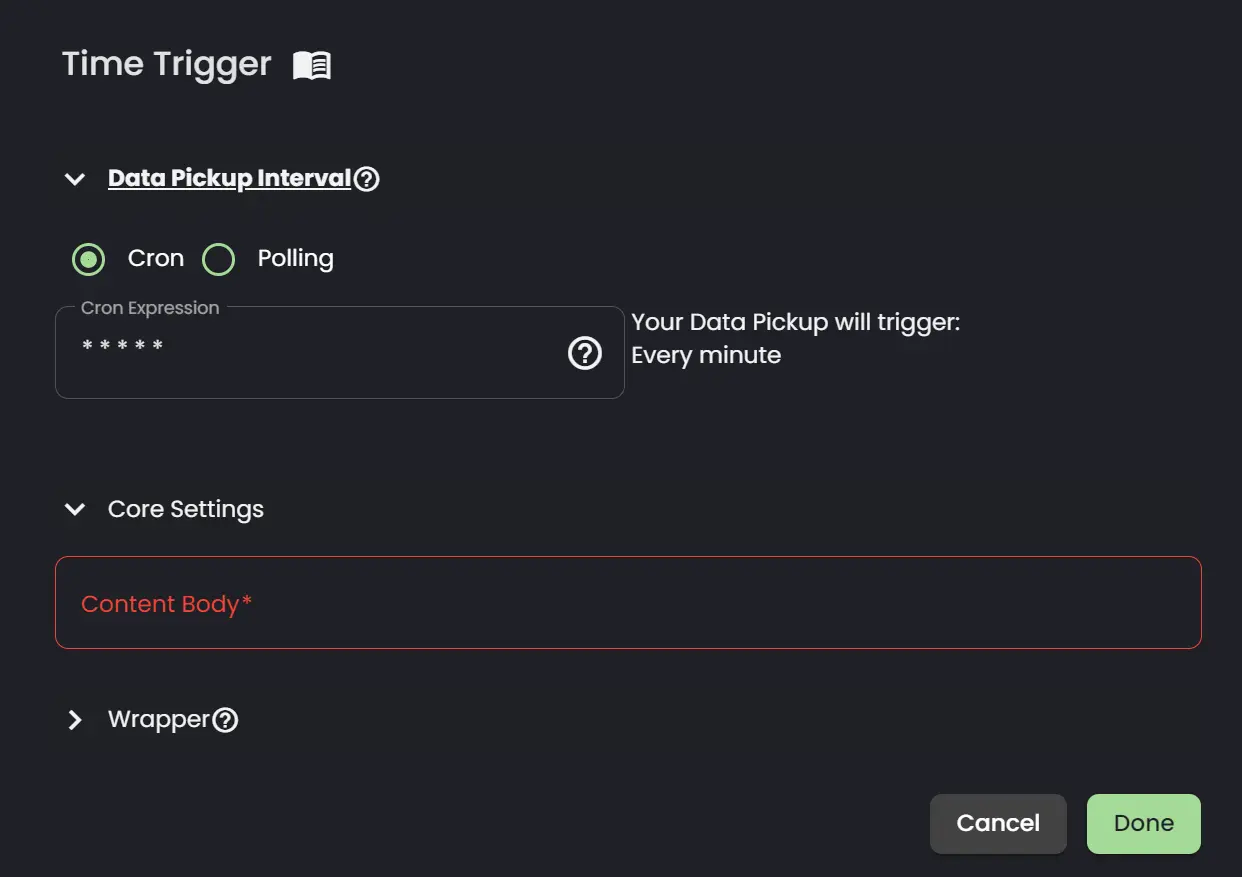 Time Trigger
Data Pickup Interval
Cron
Polling
Cron Expression
* * * * *
Your Data Pickup will trigger:
Every minute
Core Settings
Content Body*
Wrapper
Cancel
Done